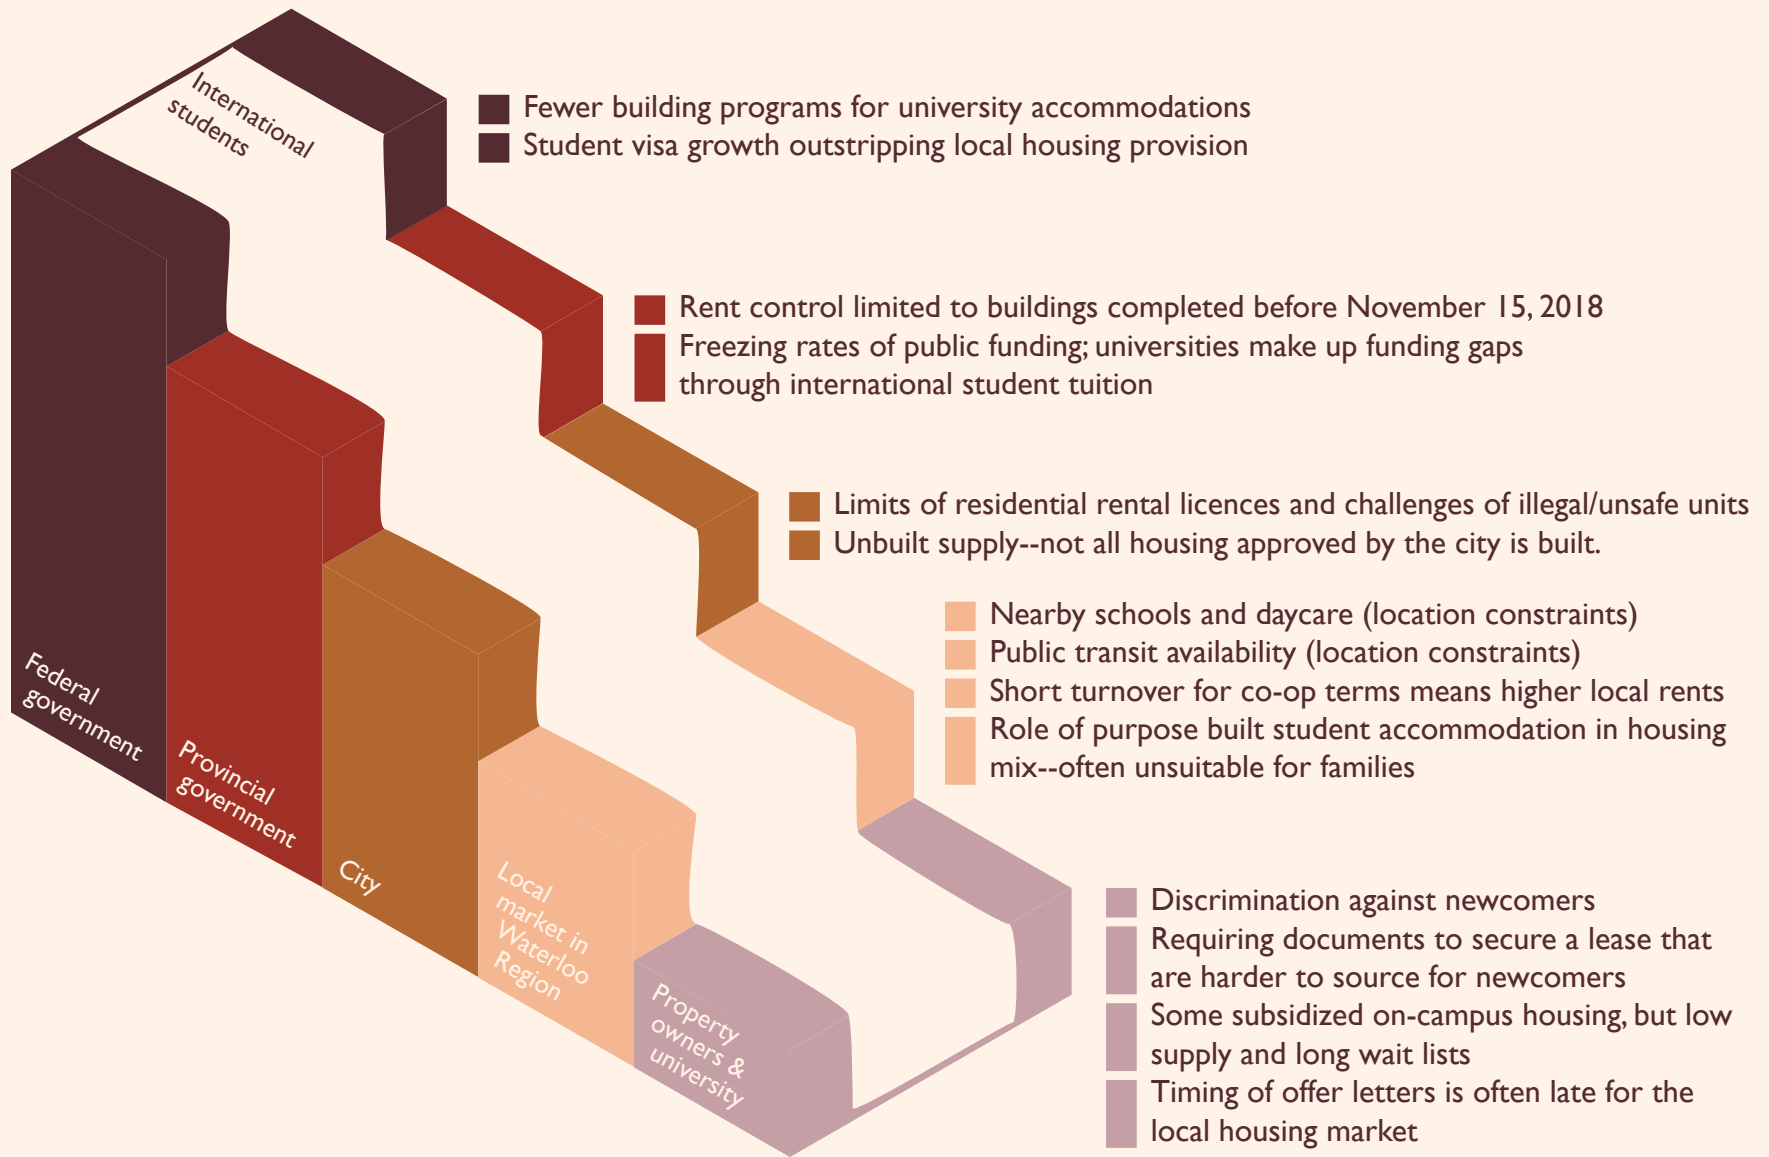 International
students
Fewer building programs for university accommodations
Student visa growth outstripping local housing provision
Rent control limited to buildings completed before November 15, 2018
Freezing rates of public funding; universities make up funding gaps
through international student tuition
Limits of residential rental licences and challenges of illegal/unsafe units
Unbuilt supply--not all housing approved by the city is built.
Nearby schools and daycare (location constraints)
Public transit availability (location constraints)
Short turnover for co-op terms means higher local rents
Role of purpose built student accommodation in housing
mix--often unsuitable for families
Discrimination against newcomers
Requiring documents to secure a lease that
are harder to source for newcomers
Some subsidized on-campus housing, but low
supply and long wait lists
Timing of offer letters is often late for the
local housing market
Federal
government
Provincial
government
City
Local
market in
Waterloo
Region
Property
owners &
university